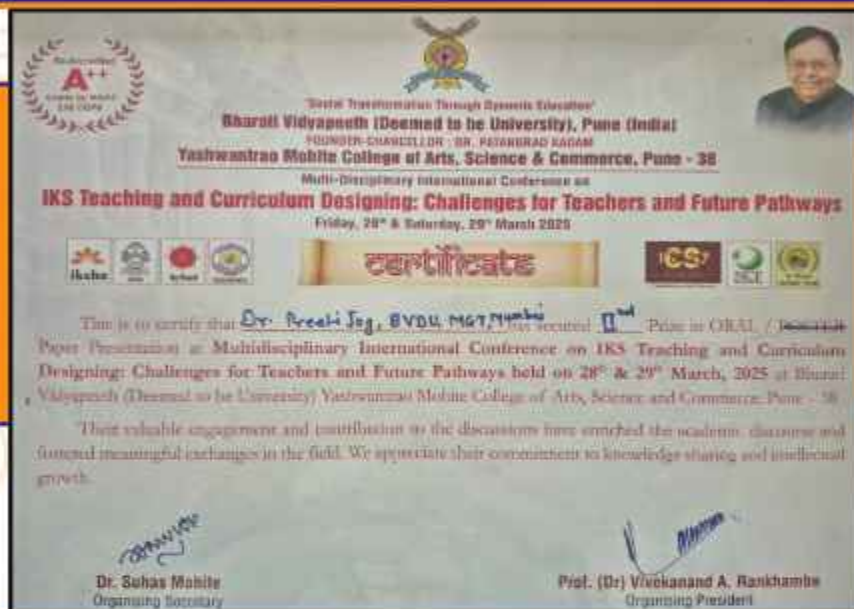 Re-Accredited
A++
"Social Transformation Through Dynamic Education"
Bharati Vidyapeeth (Deemed to be University), Pune (India)
FOUNDER-CHANCELLOR : DR. PATANGRAO KADAM
Yashwantrao Mohite College of Arts, Science & Commerce, Pune - 38
Multi-Disciplinary International Conference on
IKS Teaching and Curriculum Designing: Challenges for Teachers and Future Pathways
Friday, 28th & Saturday, 29th March 2025
iksha
certificate
This is to certify that Dr. Preeti Jog, BVDU, MGT, Mumbai has secured IInd Prize in ORAL / POSTER
Paper Presentation at Multidisciplinary International Conference on IKS Teaching and Curriculum
Designing: Challenges for Teachers and Future Pathways held on 28th & 29th March, 2025 at Bharati
Vidyapeeth (Deemed to be University) Yashwantrao Mohite College of Arts, Science and Commerce, Pune - 38
Their valuable engagement and contribution to the discussions have enriched the academic discourse and
fostered meaningful exchanges in the field. We appreciate their commitment to knowledge sharing and intellectual
growth.
Dr. Suhas Mohite
Organising Secretary
Prof. (Dr) Vivekanand A. Rankhambe
Organising President